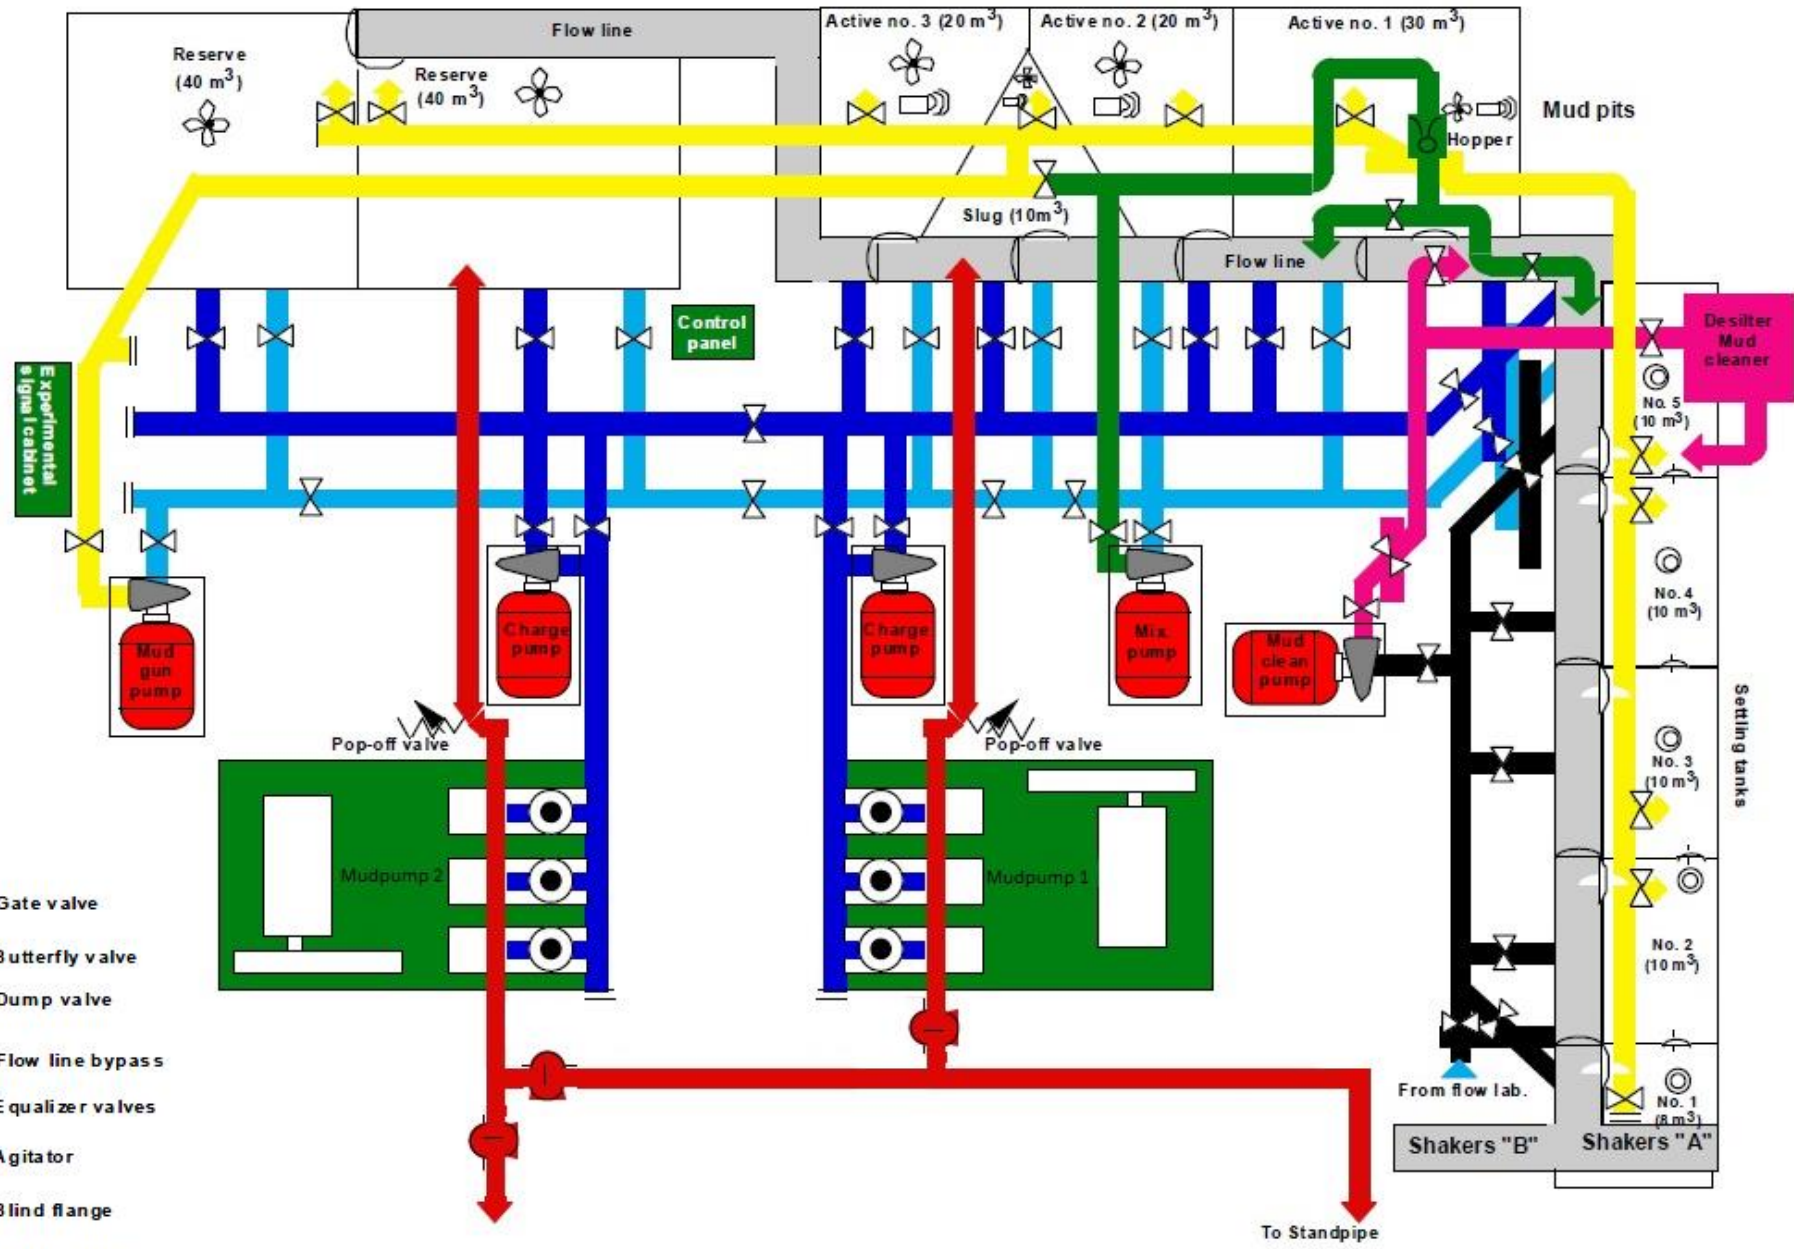 Flow line
Active no. 3 (20 m³)
Active no. 2 (20 m³)
Active no. 1 (30 m³)
Reserve
(40 m³)
Reserve
(40 m³)
Mud pits
Hopper
Slug (10m³)
Flow line
Control
panel
Desilter
Mud
cleaner
Experimental
signal cabinet
No. 5
(10 m³)
No. 4
(10 m³)
Charge
pump
Charge
pump
Mix.
pump
Mud
clean
pump
Mud
gun
pump
Settling tanks
Pop-off valve
Pop-off valve
No. 3
(10 m³)
Mudpump 2
Mudpump 1
Gate valve
Butterfly valve
Dump valve
Flow line bypass
Equalizer valves
Agitator
Blind flange
No. 2
(10 m³)
From flow lab.
No. 1
(8 m³)
Shakers "B"
Shakers "A"
To Standpipe